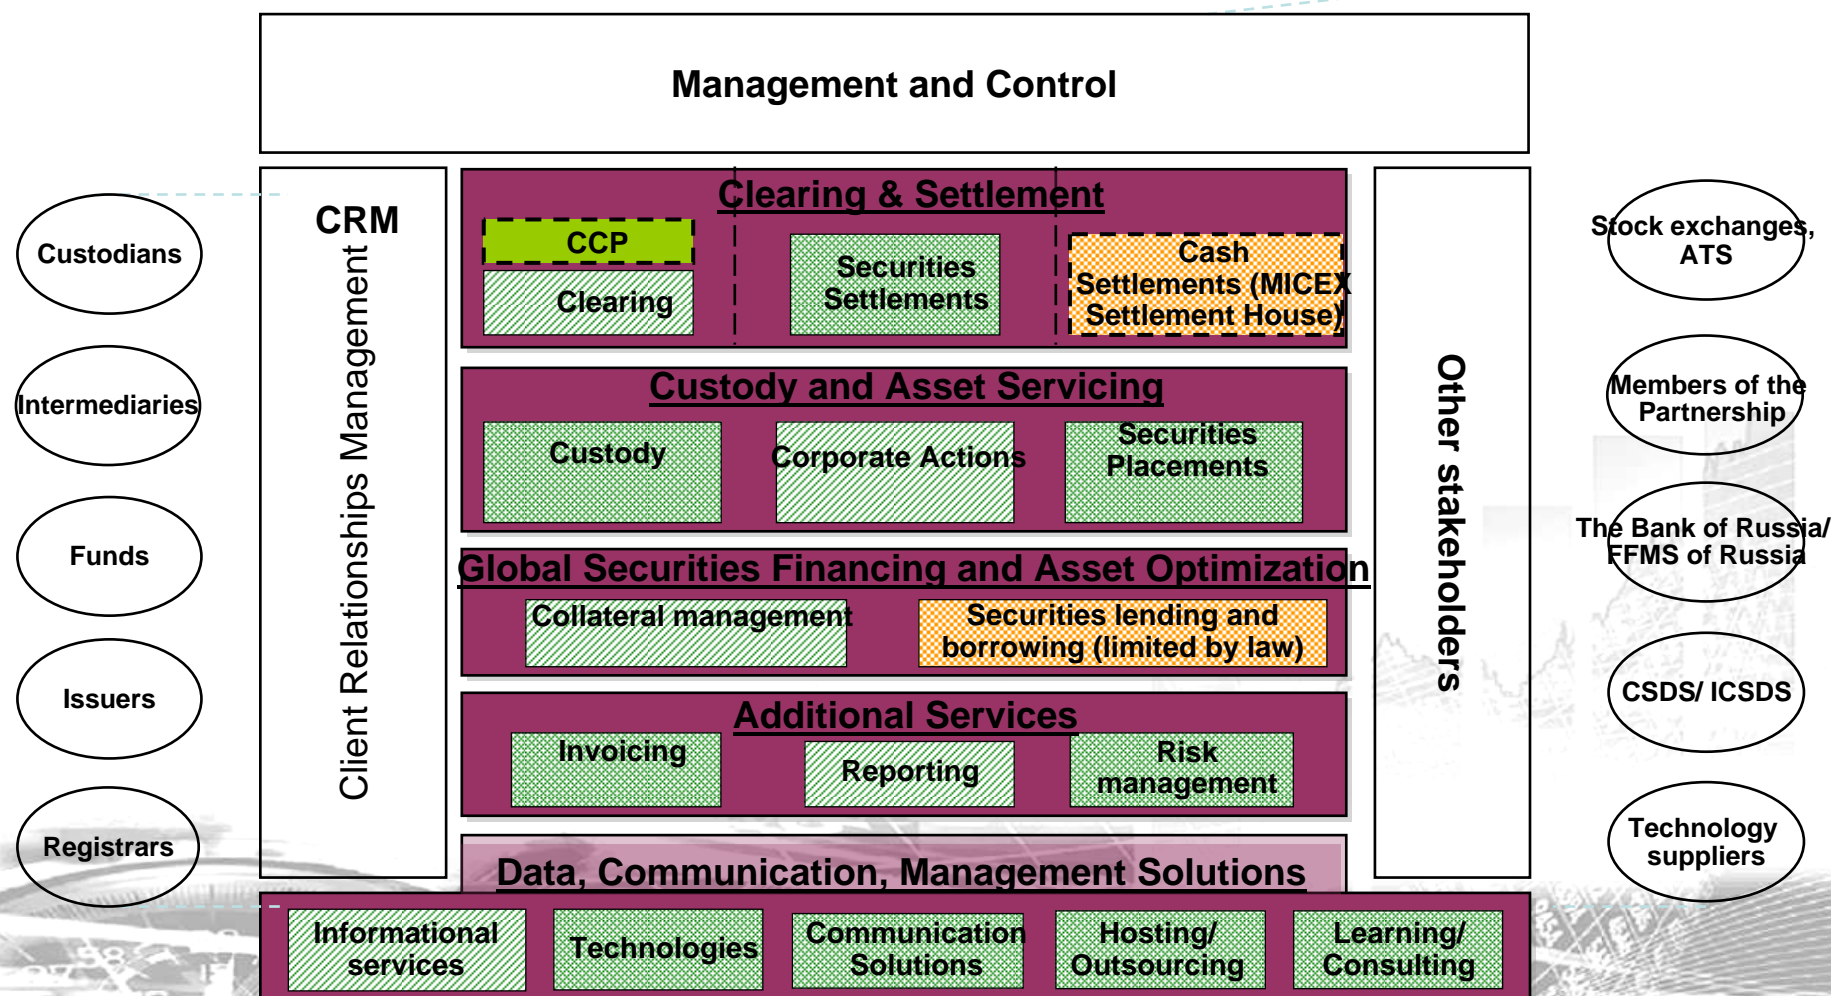 Management and Control
CRM
Client Relationships Management
Custodians
Intermediaries
Funds
Issuers
Registrars
Clearing & Settlement
CCP
Clearing
Securities
Settlements
Cash
Settlements (MICEX
Settlement House)
Custody and Asset Servicing
Custody
Corporate Actions
Securities
Placements
Global Securities Financing and Asset Optimization
Collateral management
Securities lending and
borrowing (limited by law)
Additional Services
Invoicing
Reporting
Risk
management
Data, Communication, Management Solutions
Informational
services
Technologies
Communication
Solutions
Hosting/
Outsourcing
Learning/
Consulting
Other stakeholders
Stock exchanges,
ATS
Members of the
Partnership
The Bank of Russia/
FFMS of Russia
CSDS/ ICSDS
Technology
suppliers